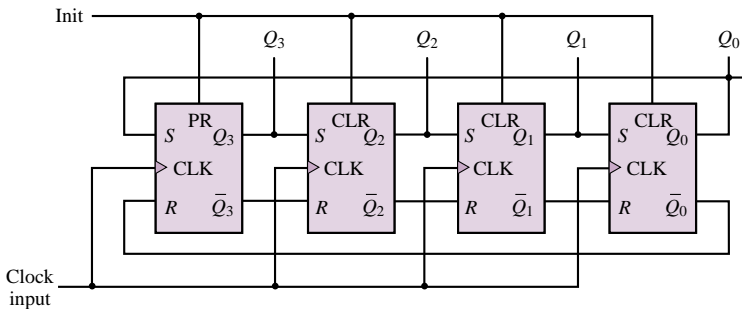 Init
Q3 Q2 Q1 Q0
PR CLR CLR CLR
S Q3 S Q2 S Q1 S Q0
CLK CLK CLK CLK
R Q̄3 R Q̄2 R Q̄1 R Q̄0
Clock
input